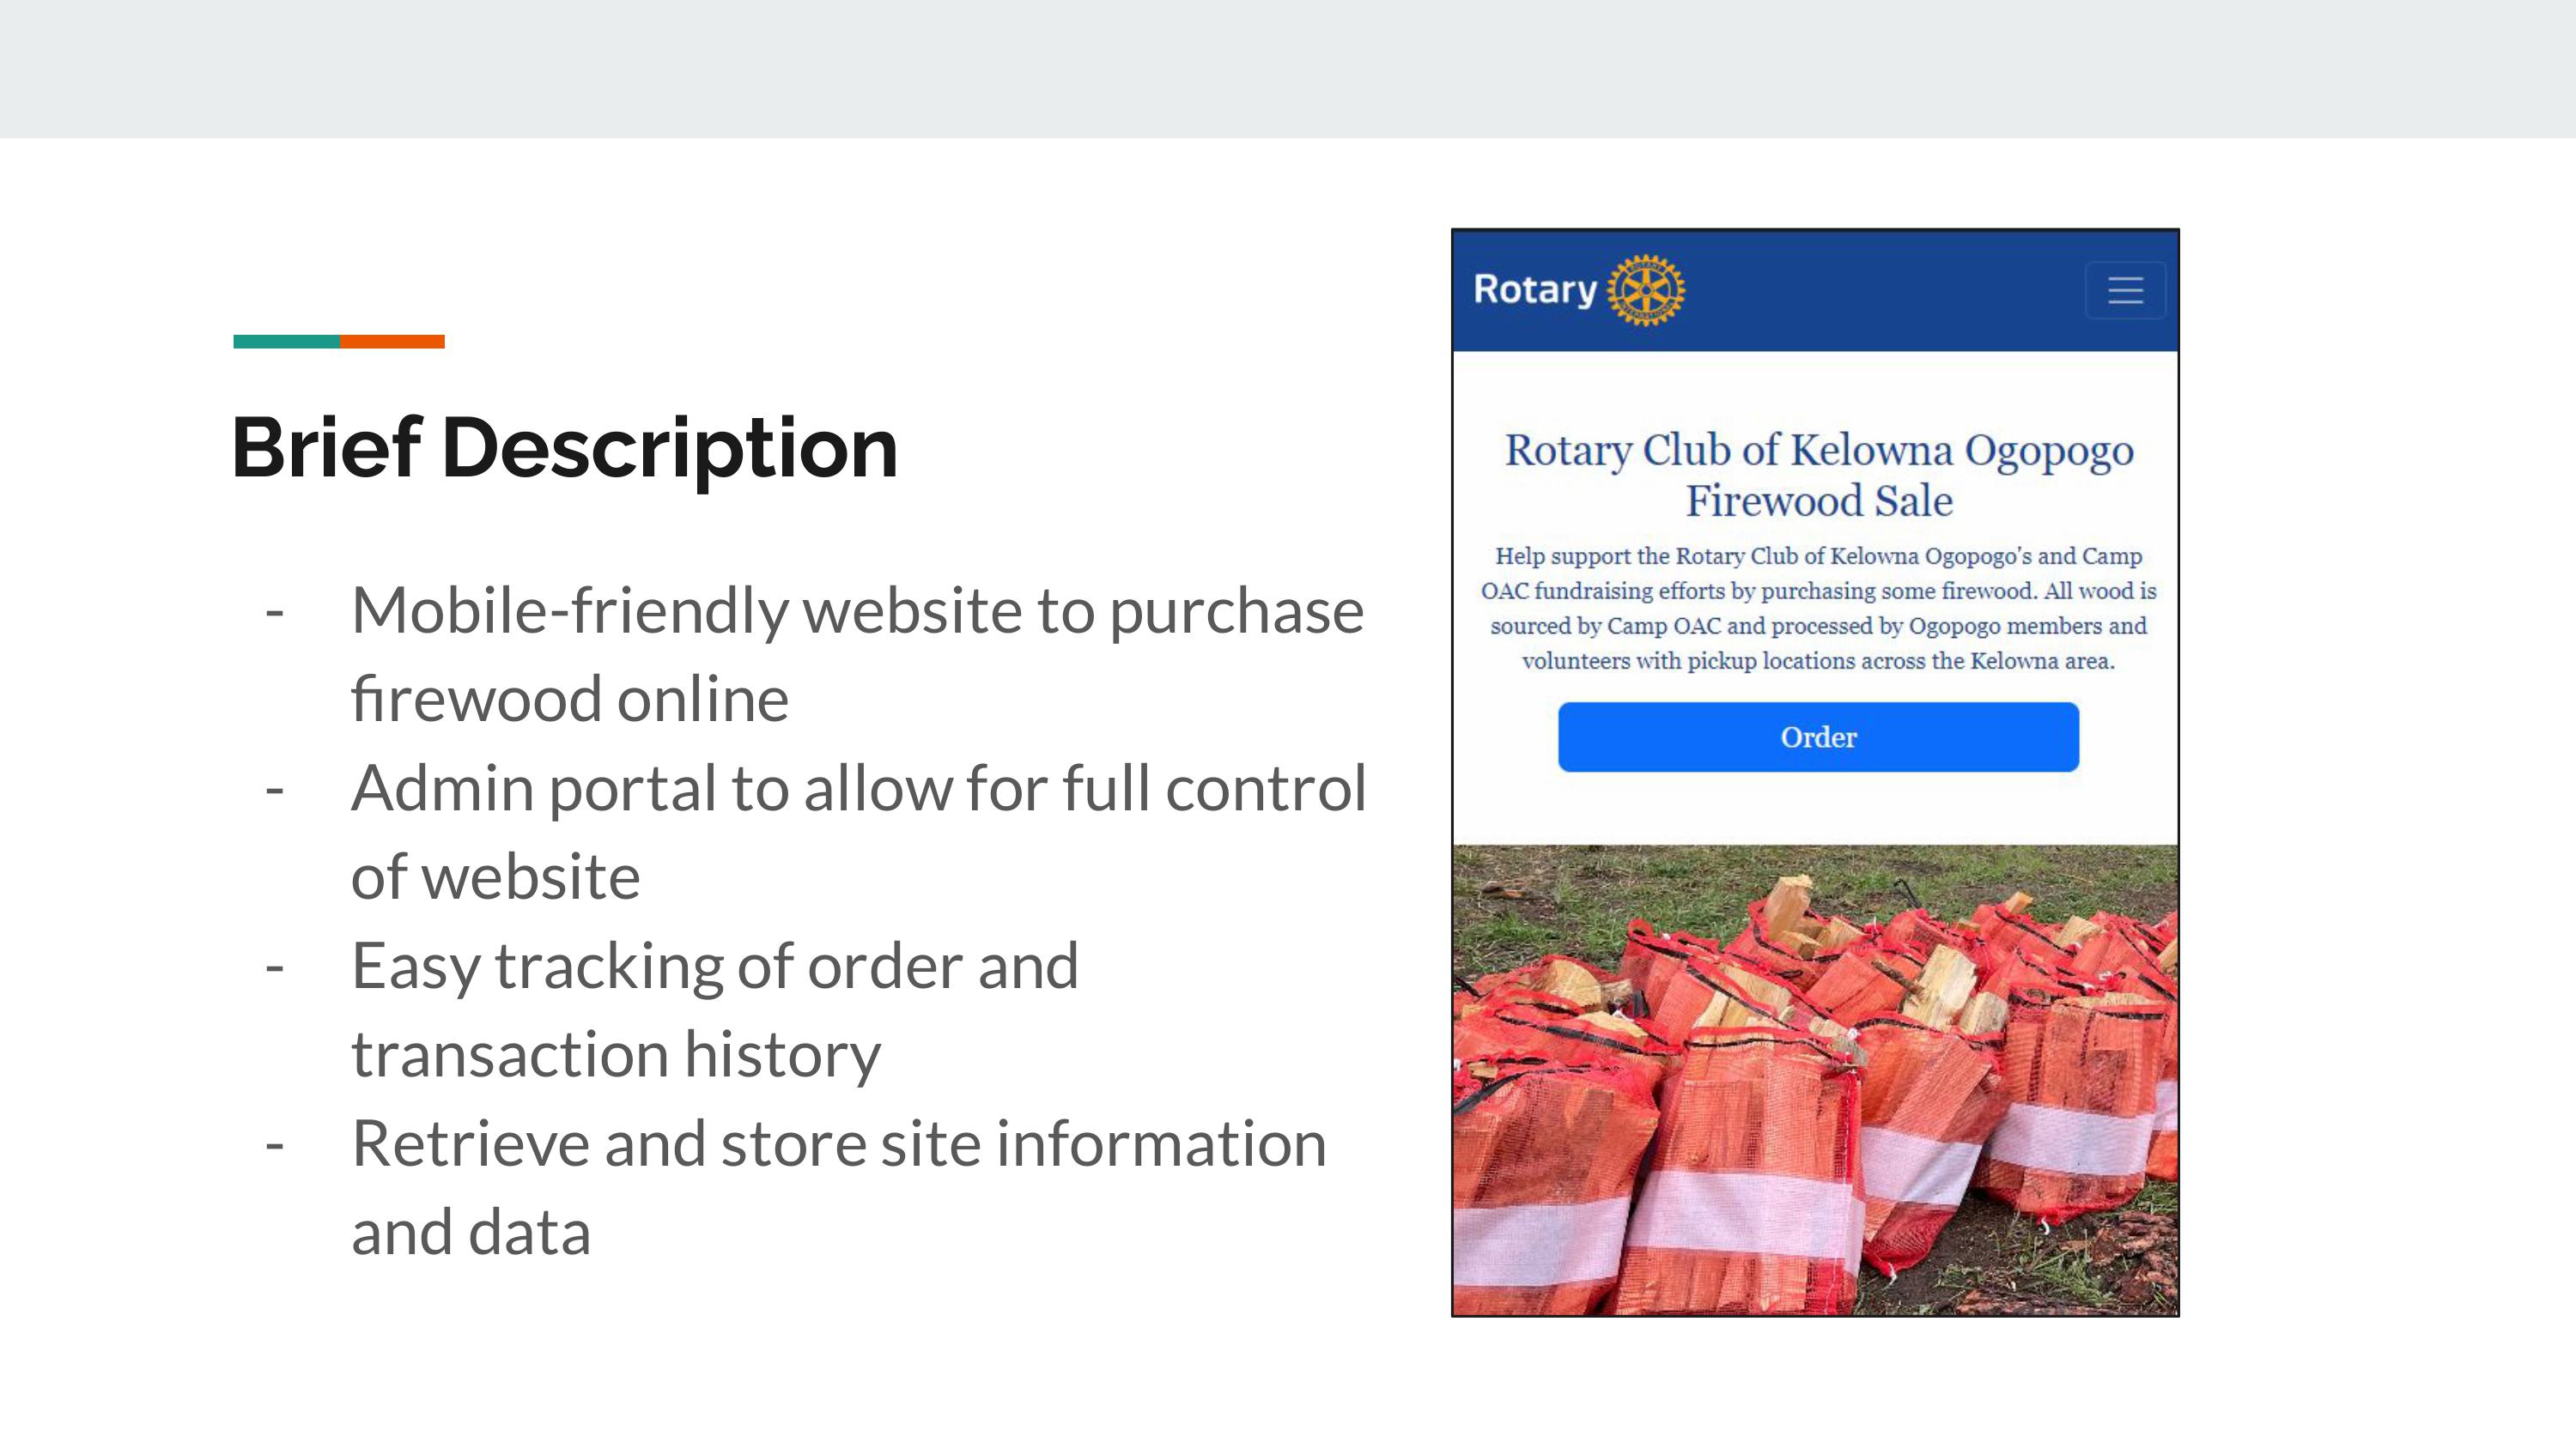 Brief Description
- Mobile-friendly website to purchase
firewood online
- Admin portal to allow for full control
of website
- Easy tracking of order and
transaction history
- Retrieve and store site information
and data
Rotary
Rotary Club of Kelowna Ogopogo
Firewood Sale
Help support the Rotary Club of Kelowna Ogopogo's and Camp
OAC fundraising efforts by purchasing some firewood. All wood is
sourced by Camp OAC and processed by Ogopogo members and
volunteers with pickup locations across the Kelowna area.
Order